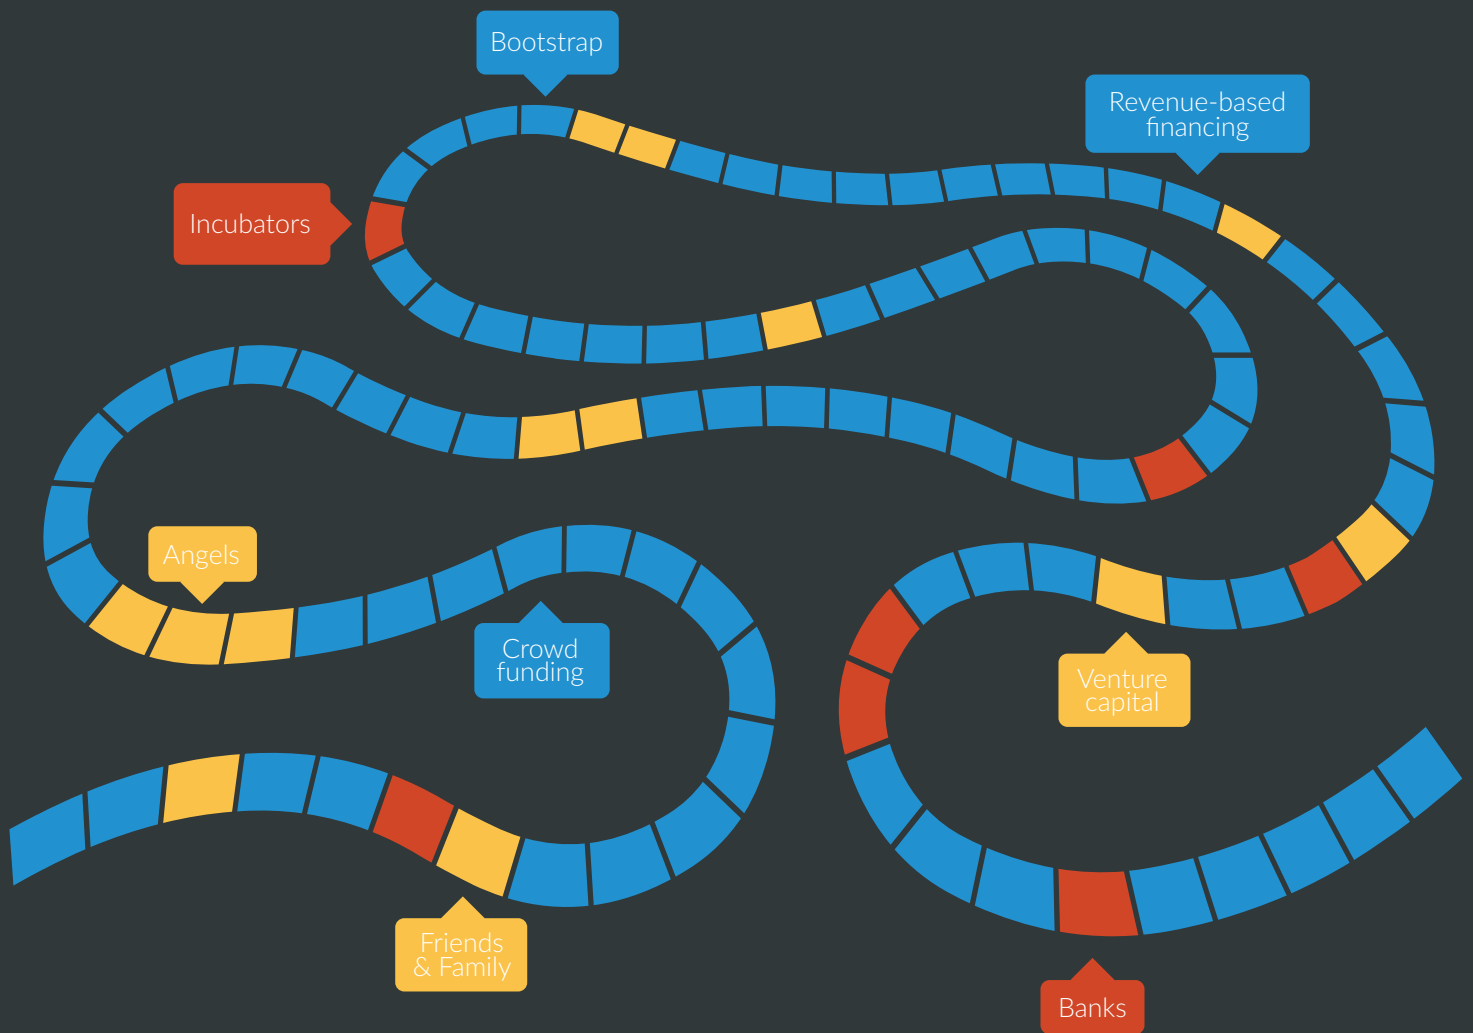 Bootstrap
Revenue-based
financing
Incubators
Angels
Crowd
funding
Venture
capital
Friends
& Family
Banks